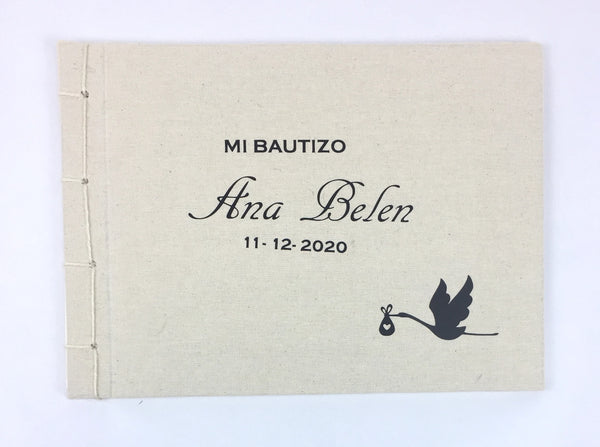 MI BAUTIZO
Ana Belen
11-12-2020